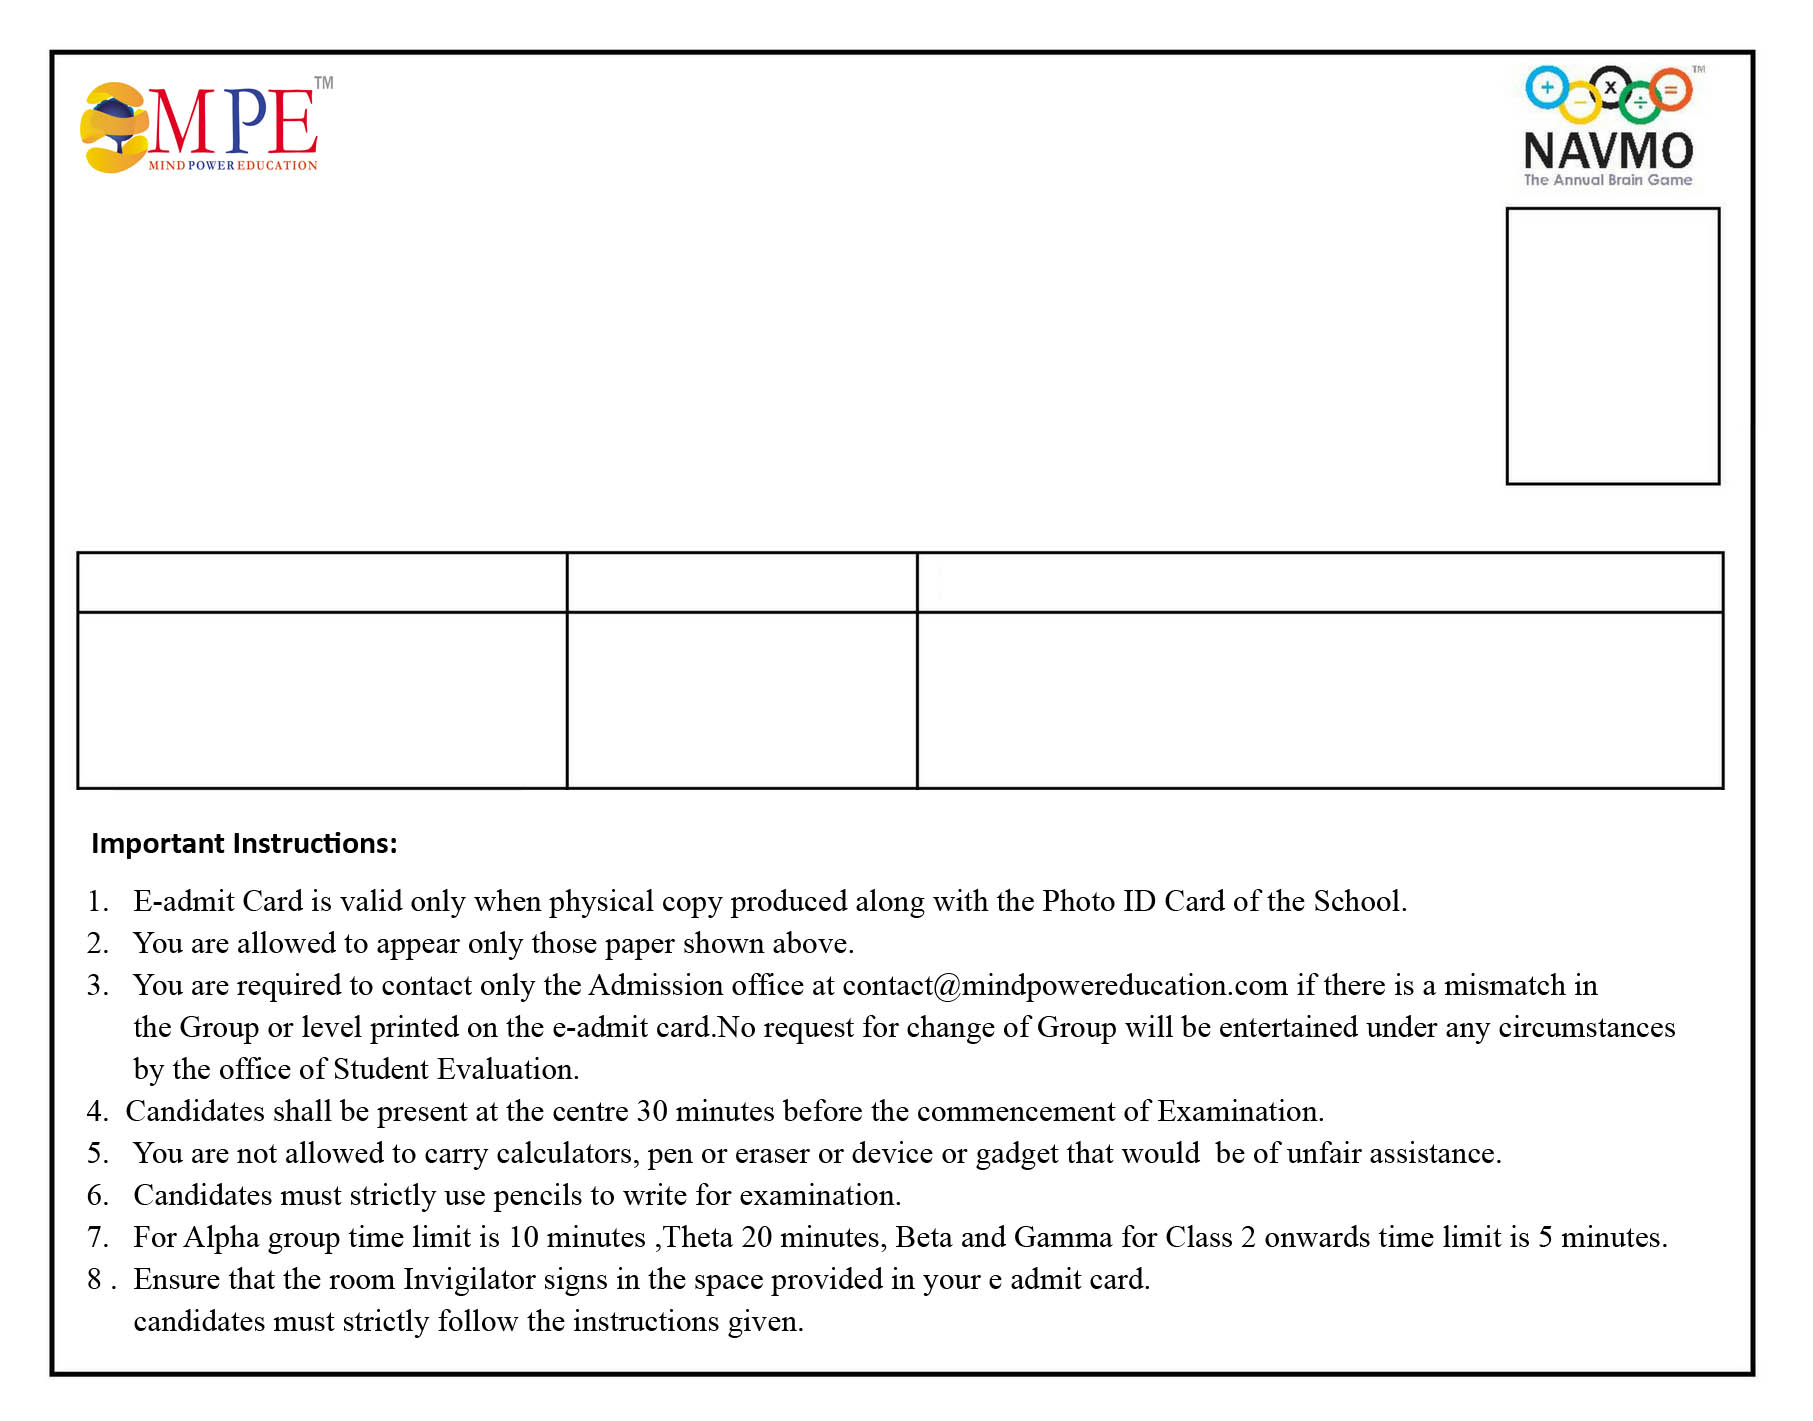 MPE TM
MIND POWER EDUCATION
+ − x ÷ = TM
NAVMO
The Annual Brain Game
Important Instructions:
1. E-admit Card is valid only when physical copy produced along with the Photo ID Card of the School.
2. You are allowed to appear only those paper shown above.
3. You are required to contact only the Admission office at contact@mindpowereducation.com if there is a mismatch in
the Group or level printed on the e-admit card.No request for change of Group will be entertained under any circumstances
by the office of Student Evaluation.
4. Candidates shall be present at the centre 30 minutes before the commencement of Examination.
5. You are not allowed to carry calculators, pen or eraser or device or gadget that would  be of unfair assistance.
6. Candidates must strictly use pencils to write for examination.
7. For Alpha group time limit is 10 minutes ,Theta 20 minutes, Beta and Gamma for Class 2 onwards time limit is 5 minutes.
8 . Ensure that the room Invigilator signs in the space provided in your e admit card.
candidates must strictly follow the instructions given.